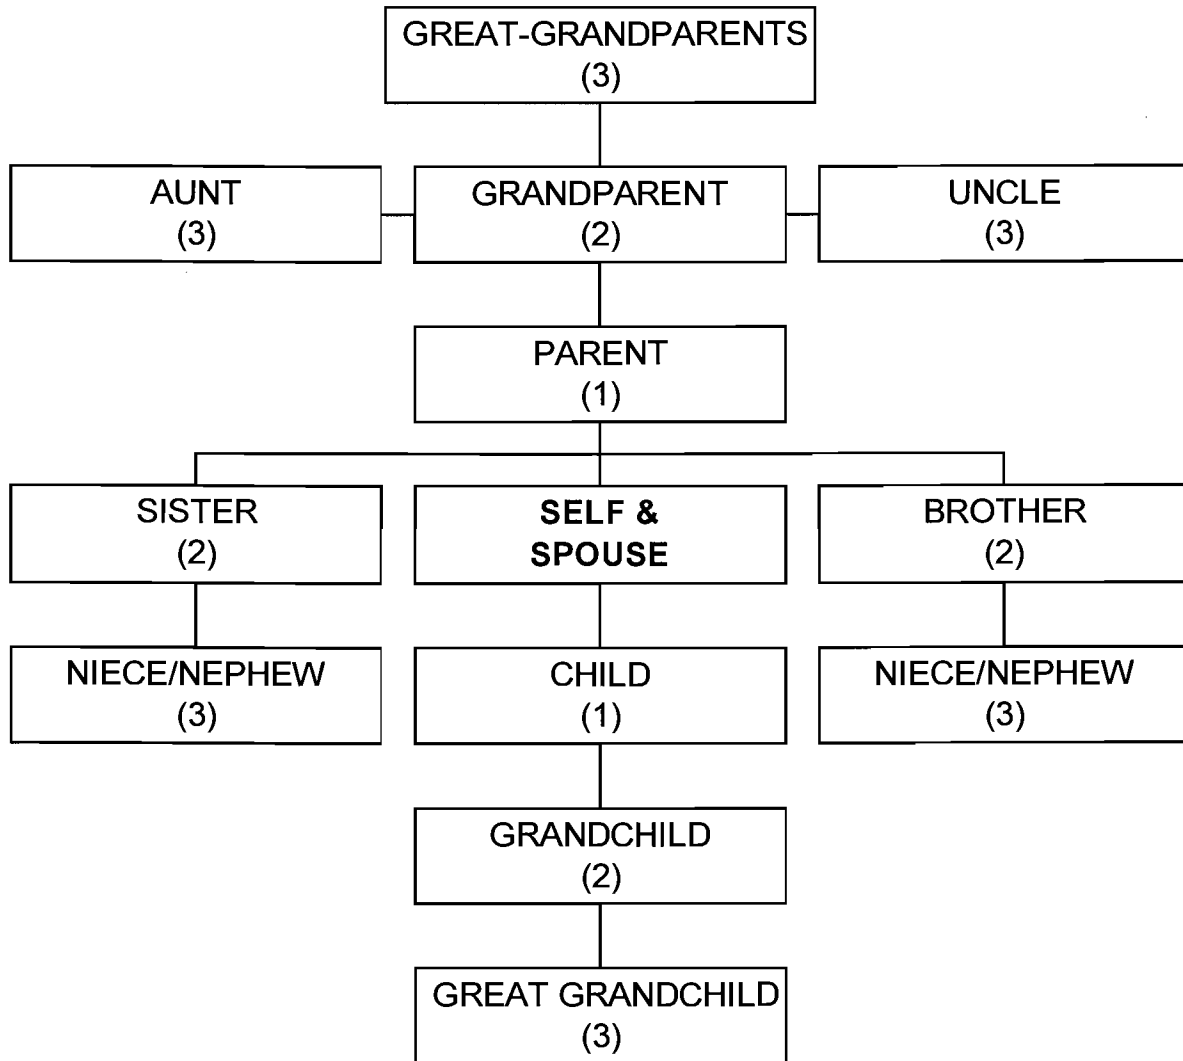 GREAT-GRANDPARENTS
(3)
AUNT
(3)
GRANDPARENT
(2)
UNCLE
(3)
PARENT
(1)
SISTER
(2)
SELF &
SPOUSE
BROTHER
(2)
NIECE/NEPHEW
(3)
CHILD
(1)
NIECE/NEPHEW
(3)
GRANDCHILD
(2)
GREAT GRANDCHILD
(3)